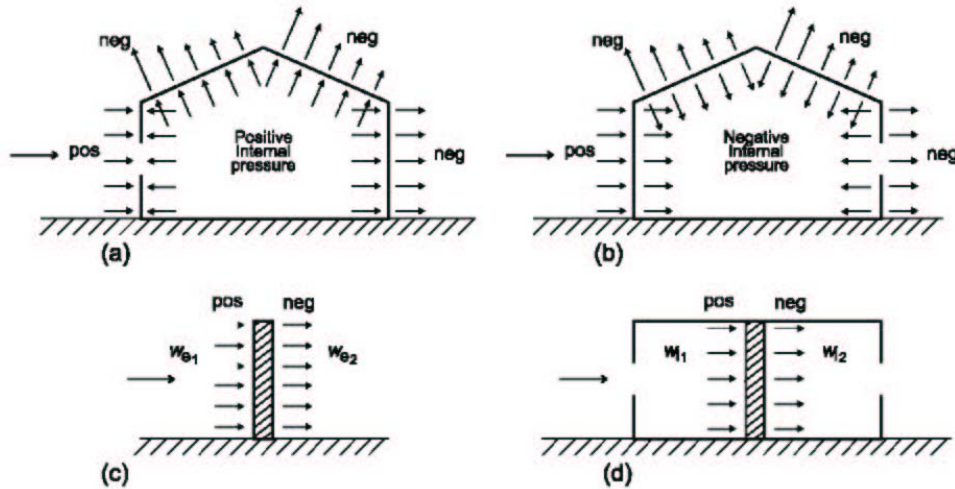 neg
neg
pos
Positive
Internal
pressure
neg
(a)
neg
neg
pos
Negative
Internal
pressure
neg
(b)
pos neg
We1
We2
(c)
pos neg
Wi1
Wi2
(d)